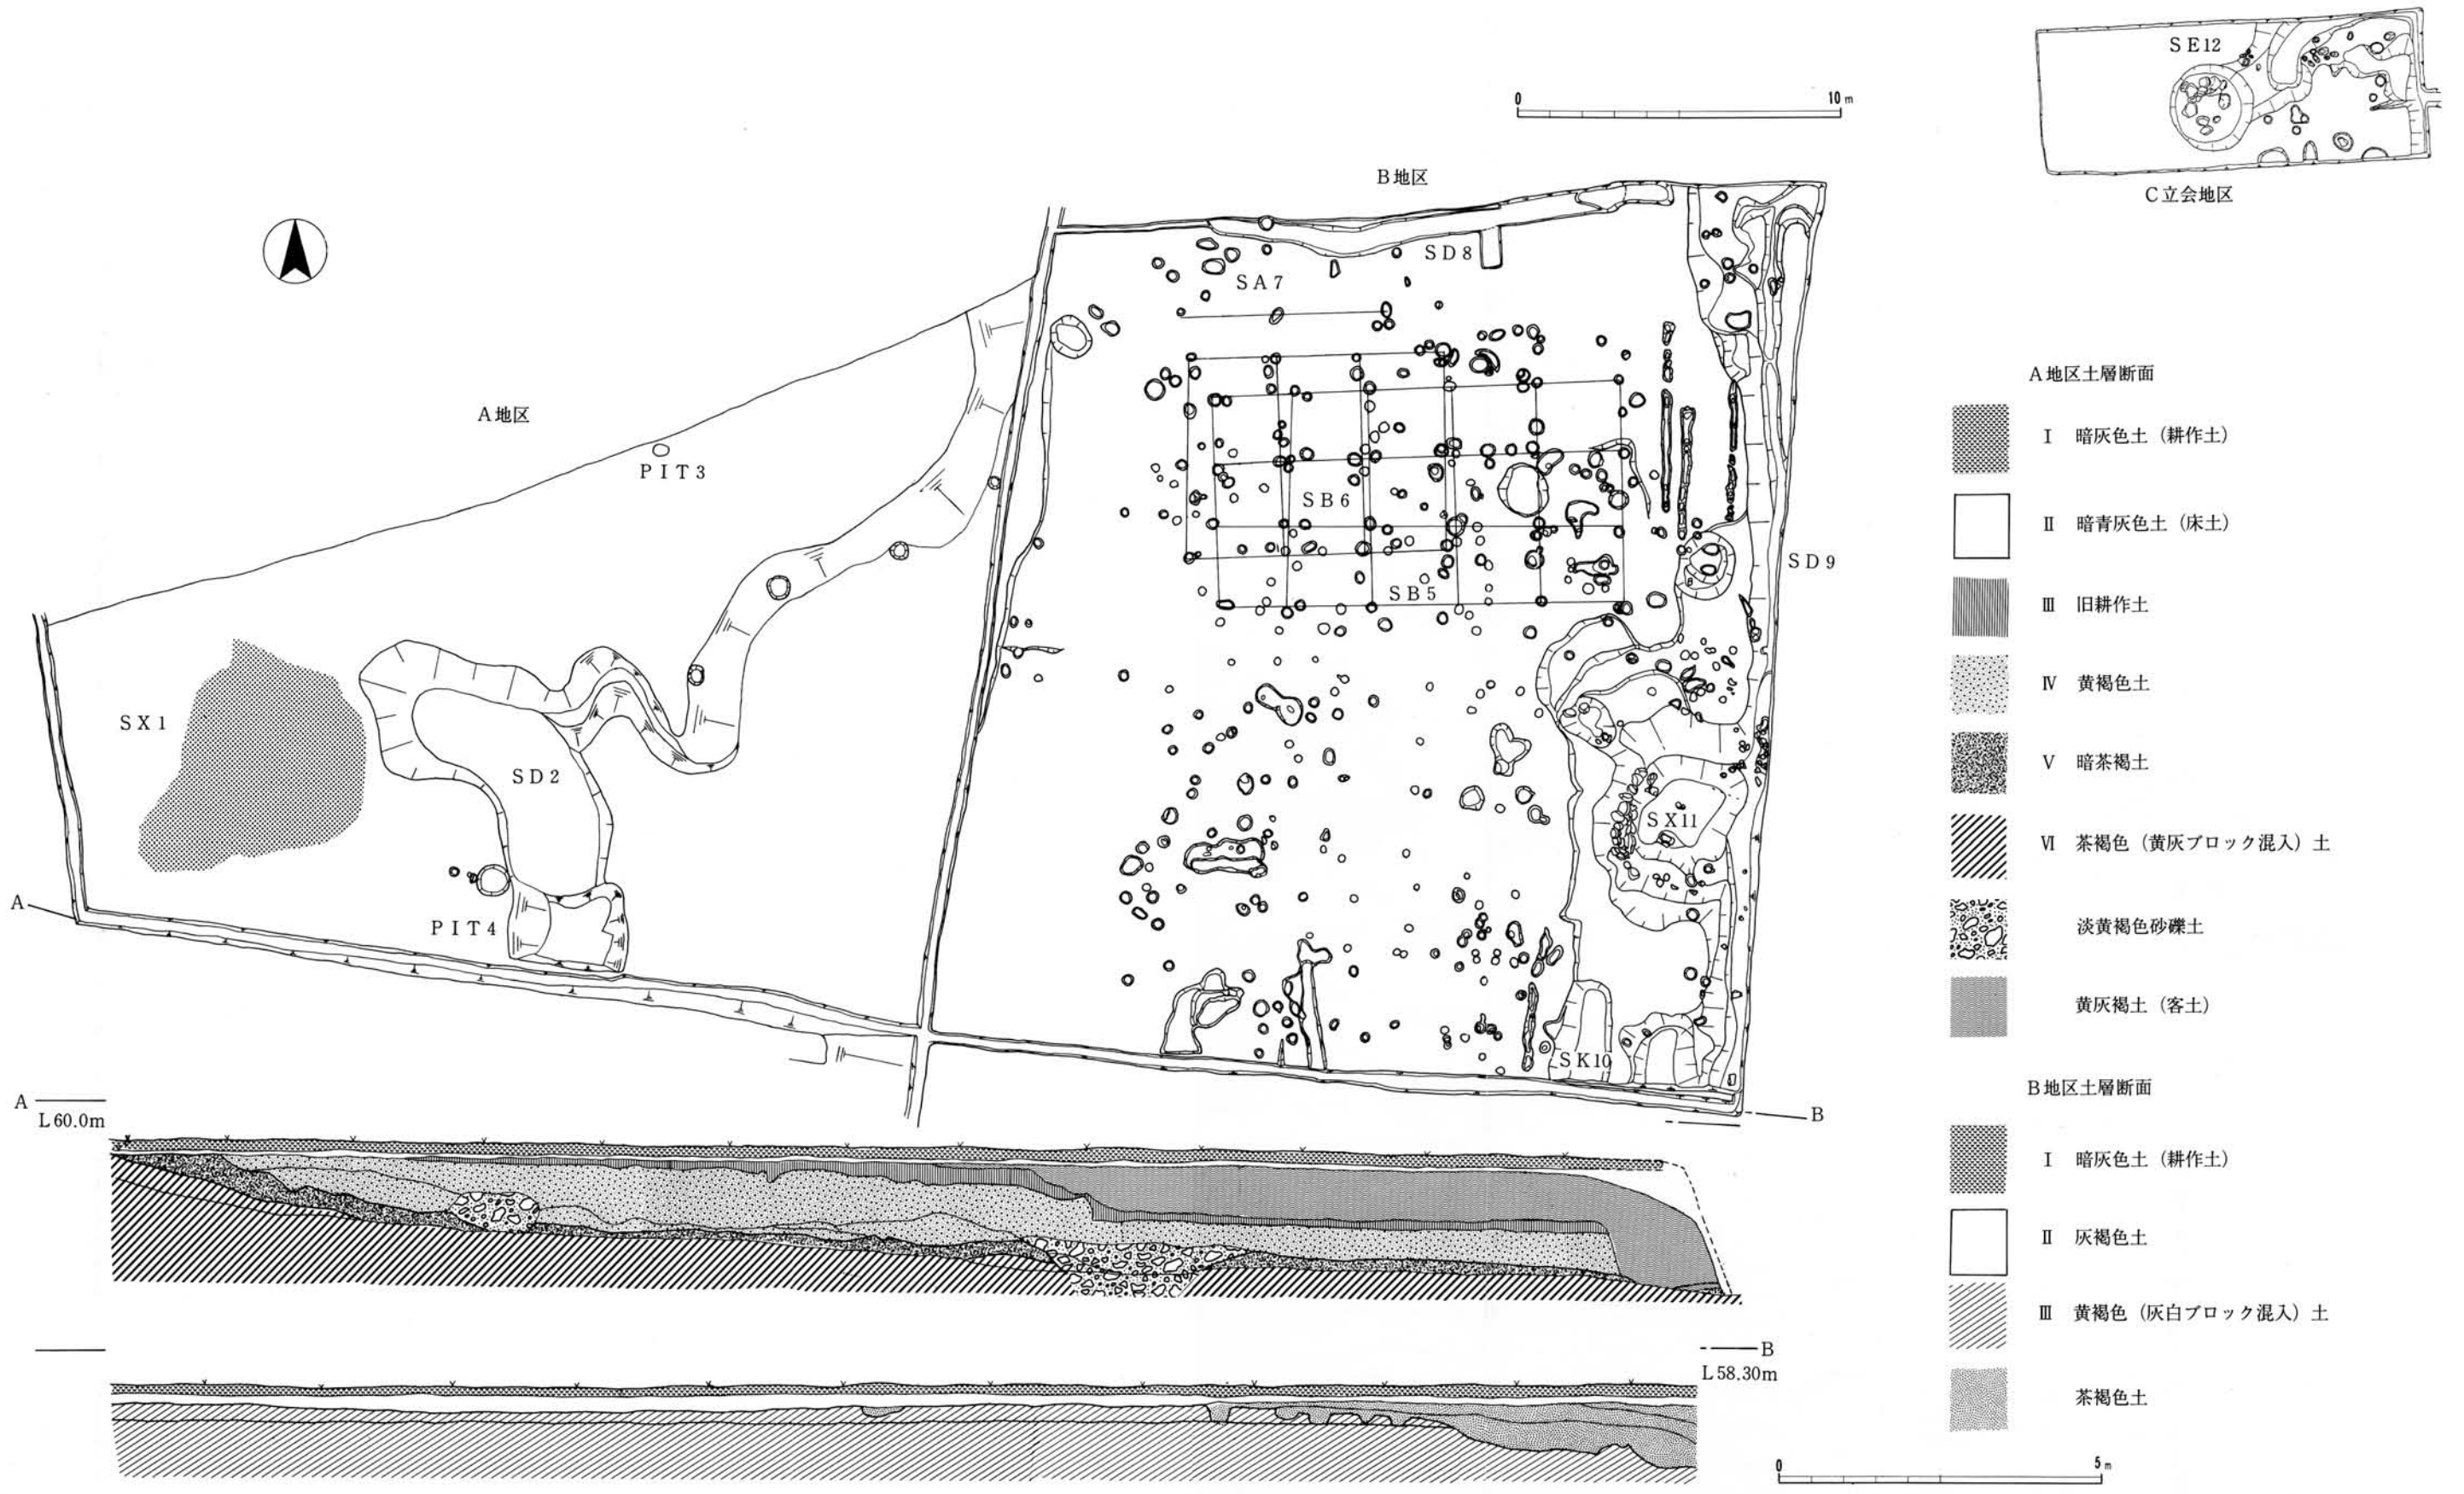 SE12
C立会地区
0 10m
B地区
SD8
SA7
A地区
PIT3
SB6
SB5
SD9
SX1
SD2
SX11
PIT4
SK10
A
A
L60.0m
B
B
L58.30m
0 5m
A地区土層断面
Ⅰ 暗灰色土（耕作土）
Ⅱ 暗青灰色土（床土）
Ⅲ 旧耕作土
Ⅳ 黄褐色土
Ⅴ 暗茶褐土
Ⅵ 茶褐色（黄灰ブロック混入）土
淡黄褐色砂礫土
黄灰褐土（客土）
B地区土層断面
Ⅰ 暗灰色土（耕作土）
Ⅱ 灰褐色土
Ⅲ 黄褐色（灰白ブロック混入）土
茶褐色土